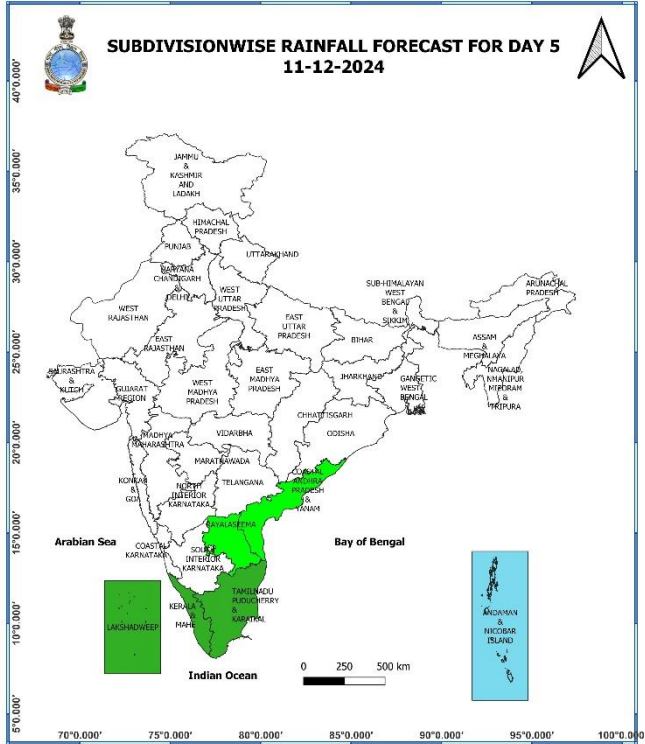 SUBDIVISIONWISE RAINFALL FORECAST FOR DAY 5
11-12-2024
40°0.000'
35°0.000'
30°0.000'
25°0.000'
20°0.000'
15°0.000'
10°0.000'
5°0.000'
JAMMU
&
KASHMIR
AND
LADAKH
HIMACHAL
PRADESH
PUNJAB
UTTARAKHAND
HARYANA
CHANDIGARH
&
DELHI
WEST
UTTAR
PRADESH
SUB-HIMALAYAN
WEST
BENGAL
&
SIKKIM
ARUNACHAL
PRADESH
WEST
RAJASTHAN
EAST
RAJASTHAN
EAST
UTTAR
PRADESH
BIHAR
ASSAM
&
MEGHALAYA
SAURASHTRA
&
KUTCH
GUJARAT
REGION
WEST
MADHYA
PRADESH
EAST
MADHYA
PRADESH
JHARKHAND
GANGETIC
WEST
BENGAL
NAGALAD,
NMANIPUR
MIZORAM
&
TRIPURA
CHHATTISGARH
ODISHA
MADHYA
MAHARASHTRA
VIDARBHA
MARATHAWADA
TELANGANA
COASTAL
ANDHRA
PRADESH
&
YANAM
KONKAN
&
GOA
NORTH
INTERIOR
KARNATAKA
RAYALASEEMA
Arabian Sea
COASTAL
KARNATAKA
SOUTH
INTERIOR
KARNATAKA
Bay of Bengal
LAKSHADWEEP
KERALA
&
MAHE
TAMILNADU
PUDUCHERRY
&
KARAIKAL
ANDAMAN
&
NICOBAR
ISLAND
Indian Ocean
0 250 500 km
70°0.000' 75°0.000' 80°0.000' 85°0.000' 90°0.000' 95°0.000' 100°0.000'